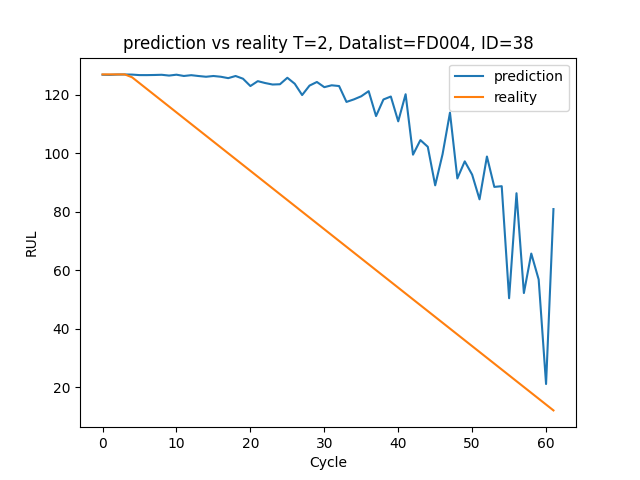 prediction vs reality T=2, Datalist=FD004, ID=38
prediction
reality
120
100
80
60
40
20
RUL
0 10 20 30 40 50 60
Cycle